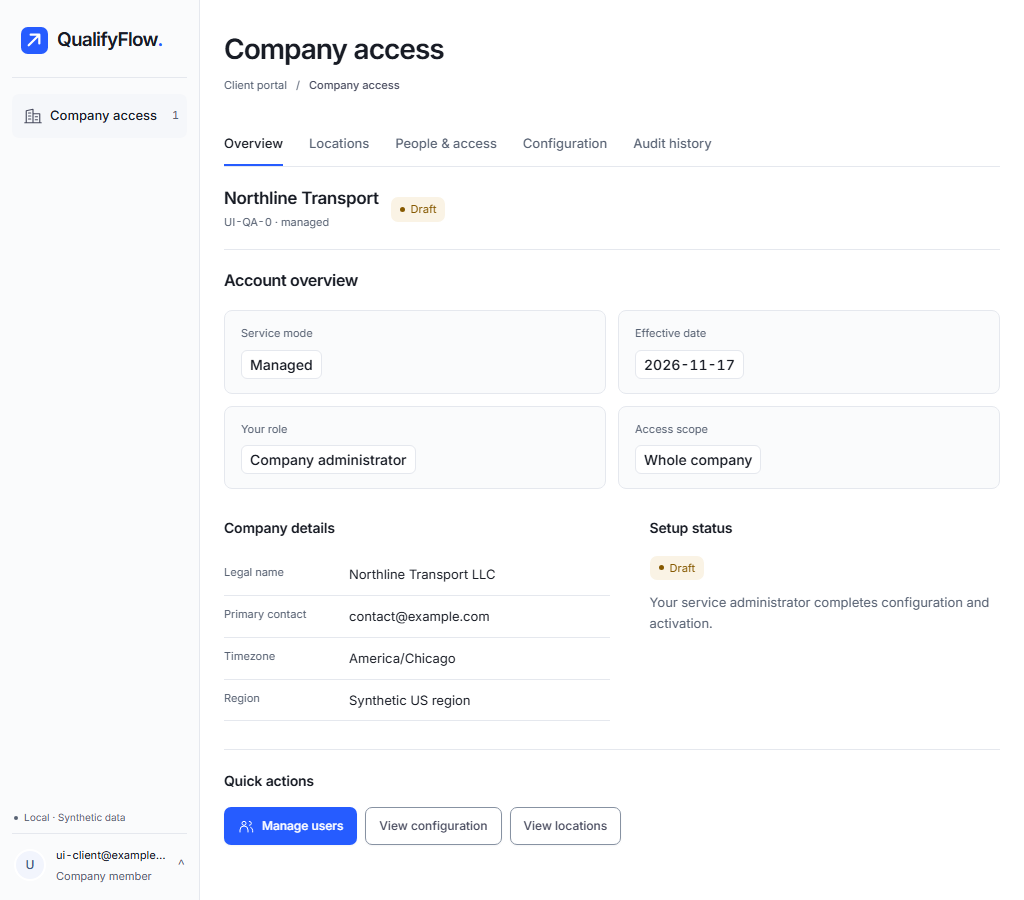 QualifyFlow.
Company access 1
Local · Synthetic data
U
ui-client@example...
Company member
^
Company access
Client portal / Company access
Overview Locations People & access Configuration Audit history
Northline Transport
UI-QA-0 · managed
Draft
Account overview
Service mode
Managed
Effective date
2026-11-17
Your role
Company administrator
Access scope
Whole company
Company details
Legal name Northline Transport LLC
Primary contact contact@example.com
Timezone America/Chicago
Region Synthetic US region
Setup status
Draft
Your service administrator completes configuration and
activation.
Quick actions
Manage users View configuration View locations